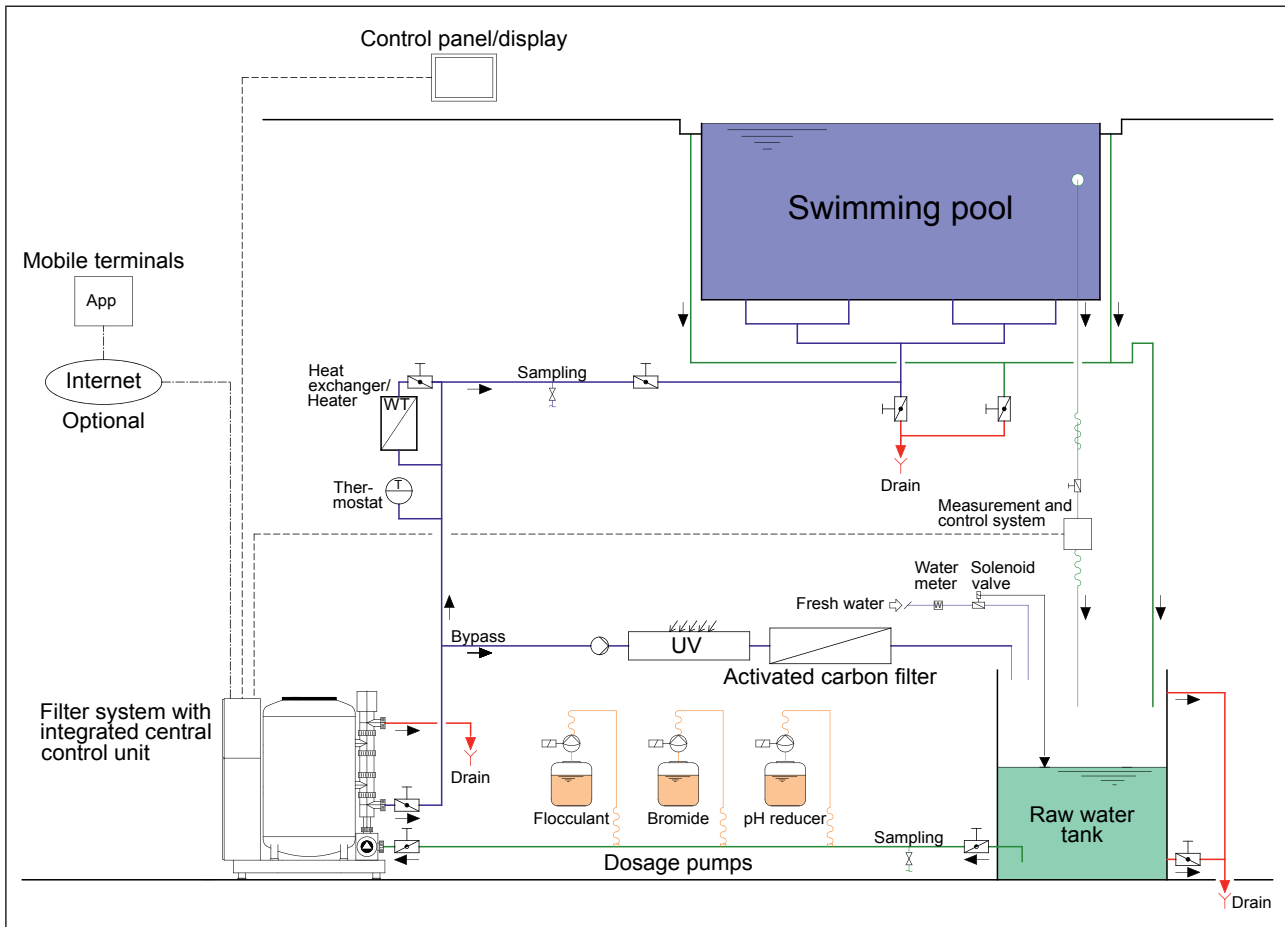 Control panel/display
Swimming pool
Mobile terminals
App
Internet
Optional
Heat
exchanger/
Heater
WT
Sampling
Ther-
mostat
T
Drain
Measurement and
control system
Water
meter
Solenoid
valve
Fresh water
W
Bypass
UV
Activated carbon filter
Filter system with
integrated central
control unit
Drain
Flocculant
Bromide
pH reducer
Sampling
Dosage pumps
Raw water
tank
Drain